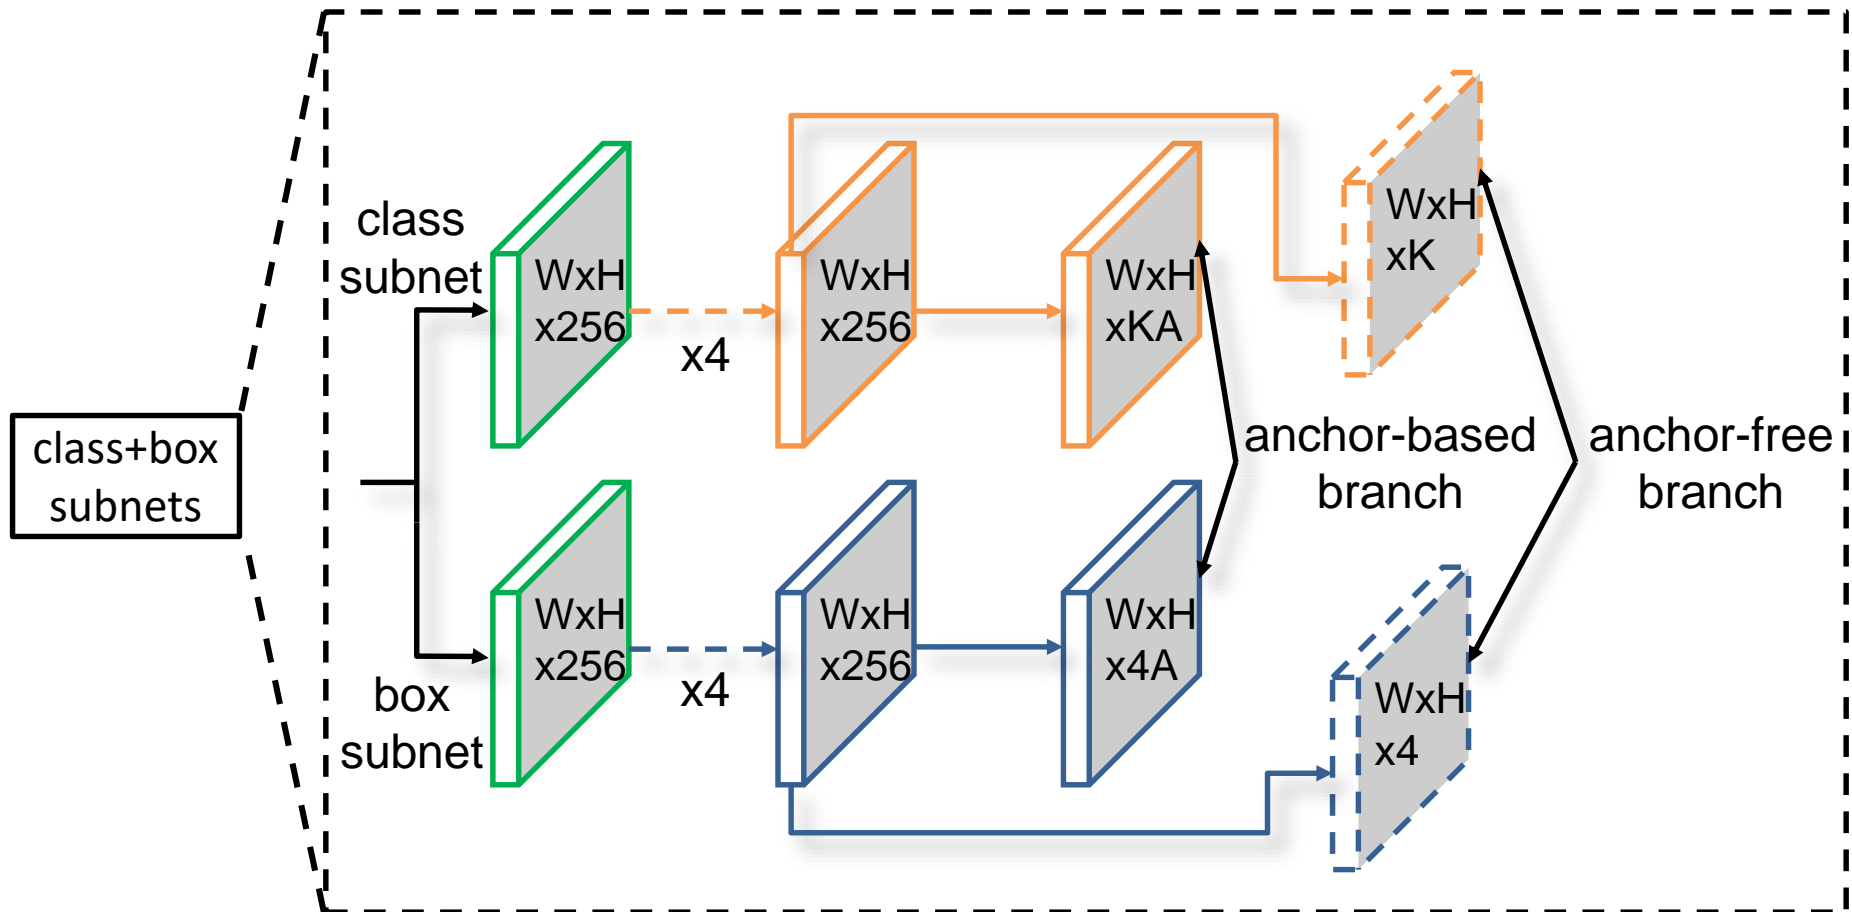 class+box
subnets
class
subnet
WxH
x256
x4
WxH
x256
WxH
xKA
WxH
xK
anchor-based
branch
anchor-free
branch
box
subnet
WxH
x256
x4
WxH
x256
WxH
x4A
WxH
x4